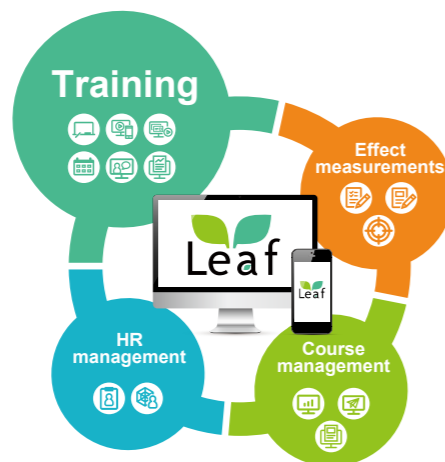 Training
Effect
measurements
Leaf
Leaf
HR
management
Course
management